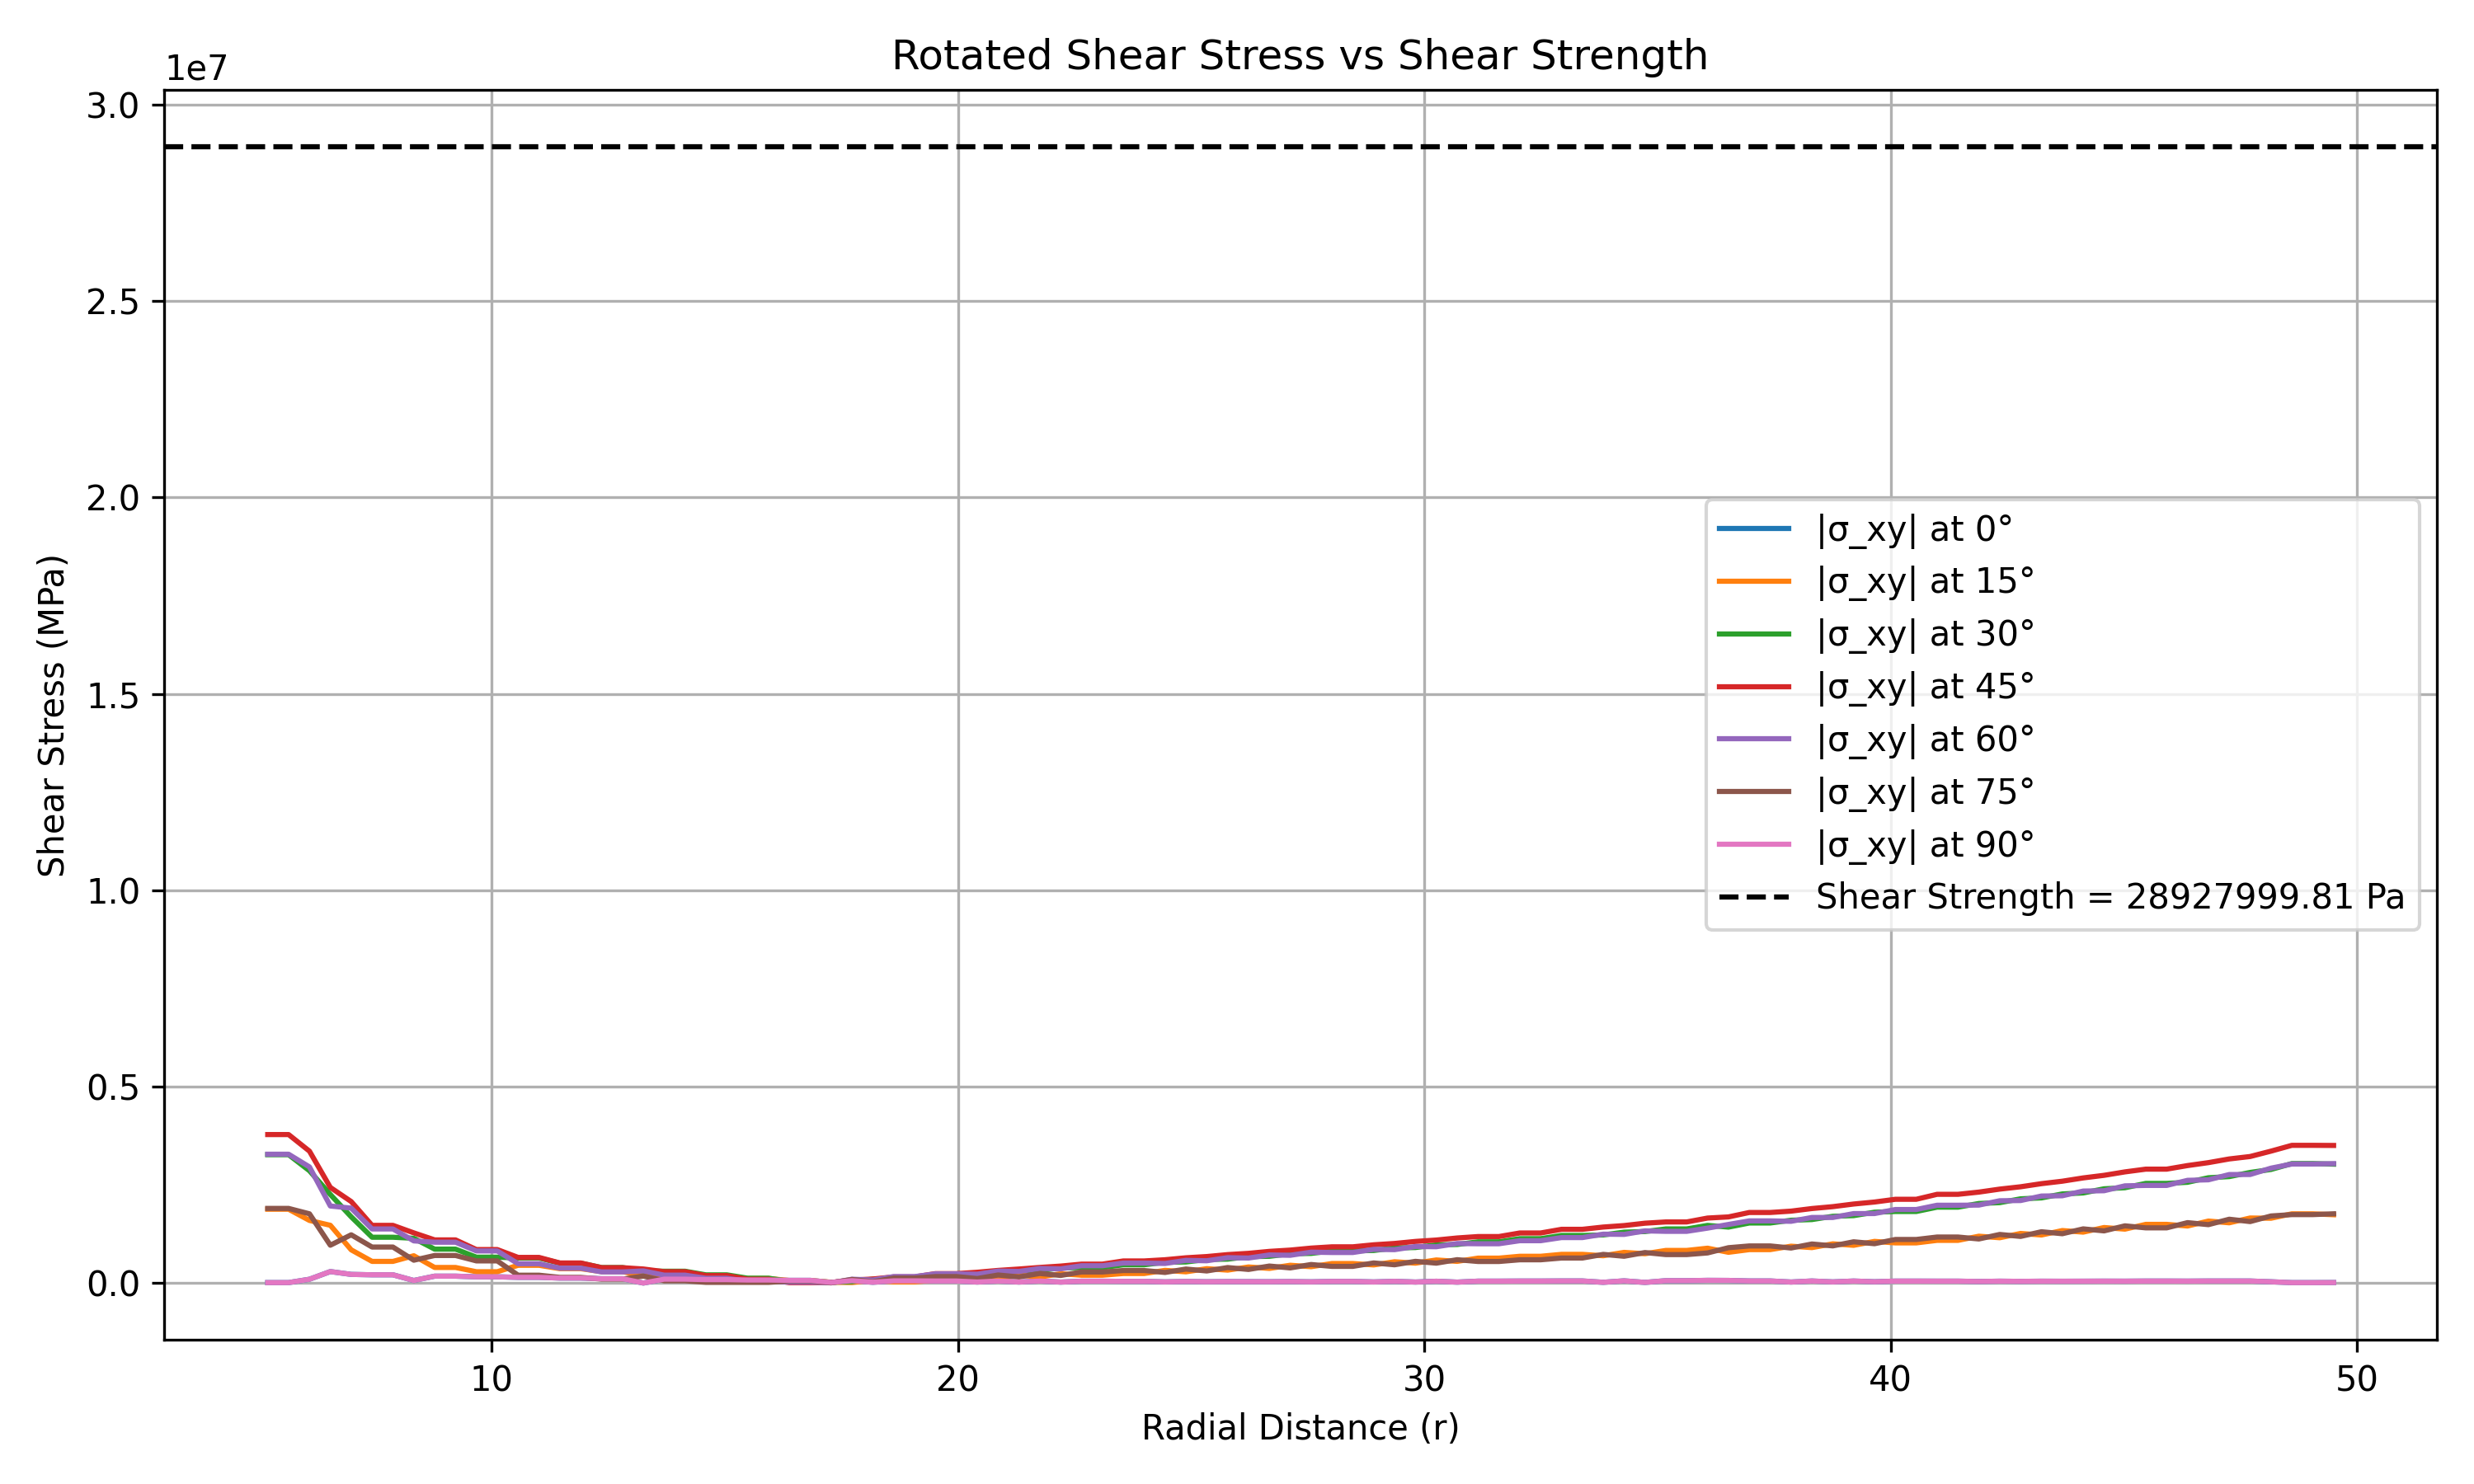 Rotated Shear Stress vs Shear Strength
1e7
3.0
2.5
2.0
1.5
1.0
0.5
0.0
Shear Stress (MPa)
|σ_xy| at 0°
|σ_xy| at 15°
|σ_xy| at 30°
|σ_xy| at 45°
|σ_xy| at 60°
|σ_xy| at 75°
|σ_xy| at 90°
Shear Strength = 28927999.81 Pa
10 20 30 40 50
Radial Distance (r)